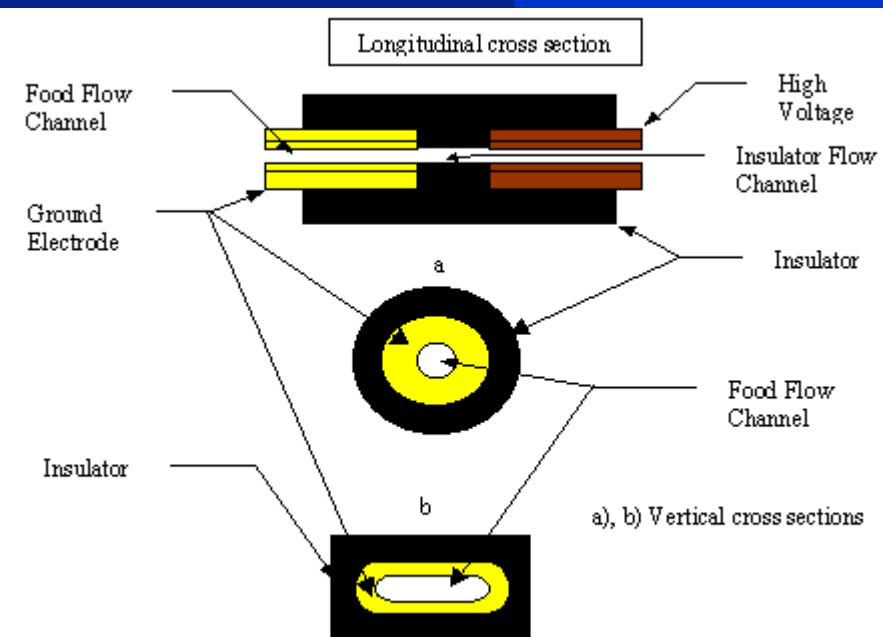 Longitudinal cross section
Food Flow
Channel
High
Voltage
Insulator Flow
Channel
Ground
Electrode
Insulator
a
Food Flow
Channel
Insulator
b
a), b) Vertical cross sections